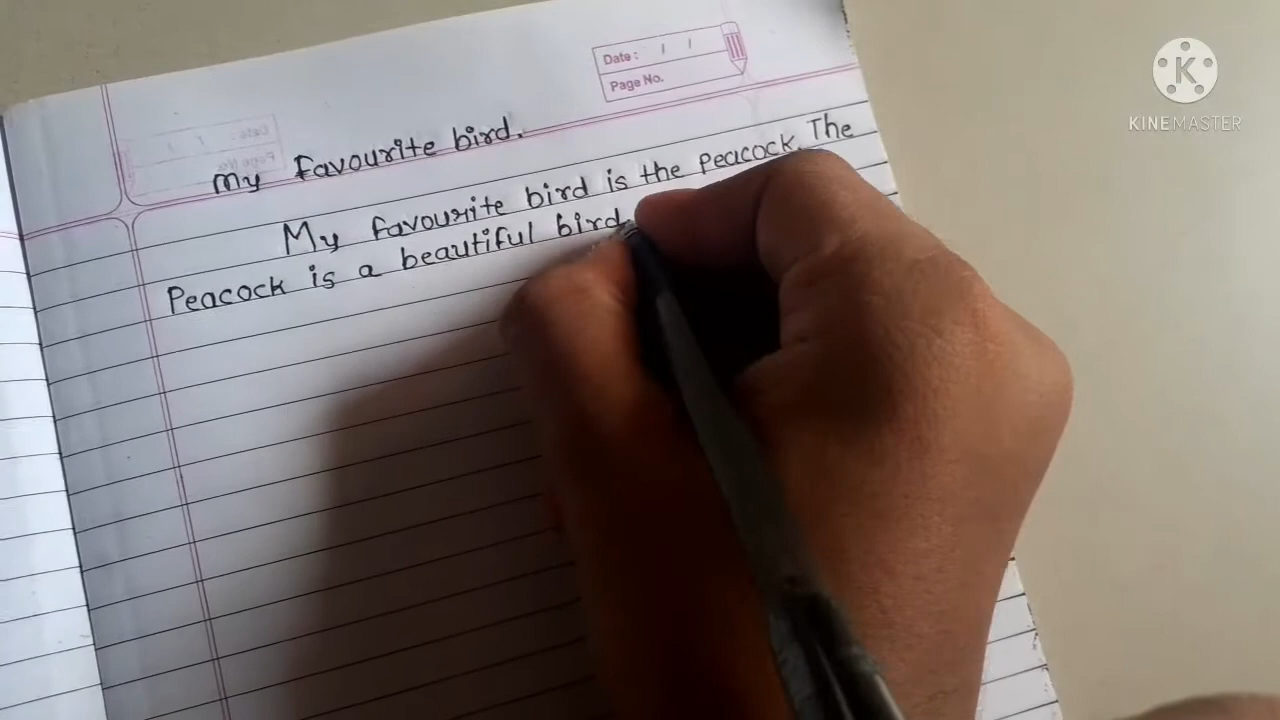 Date : / /
Page No.
K
KINEMASTER
My Favourite bird.
My favourite bird is the Peacock. The
Peacock is a beautiful bird